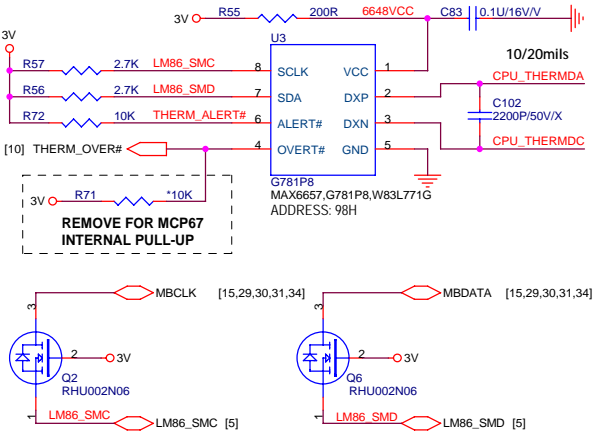 3V R55 200R 6648VCC C83 0.1U/16V/V
3V U3
R57 2.7K LM86_SMC 8 SCLK VCC 1 10/20mils
CPU_THERMDA
R56 2.7K LM86_SMD 7 SDA DXP 2
C102
2200P/50V/X
R72 10K THERM_ALERT# 6 ALERT# DXN 3
CPU_THERMDC
[10] THERM_OVER# 4 OVERT# GND 5
G781P8
MAX6657,G781P8,W83L771G
ADDRESS: 98H
3V R71 *10K
REMOVE FOR MCP67
INTERNAL PULL-UP
MBCLK [15,29,30,31,34]
3
2 3V
Q2
RHU002N06
1
LM86_SMC LM86_SMC [5]
MBDATA [15,29,30,31,34]
3
2 3V
Q6
RHU002N06
1
LM86_SMD LM86_SMD [5]